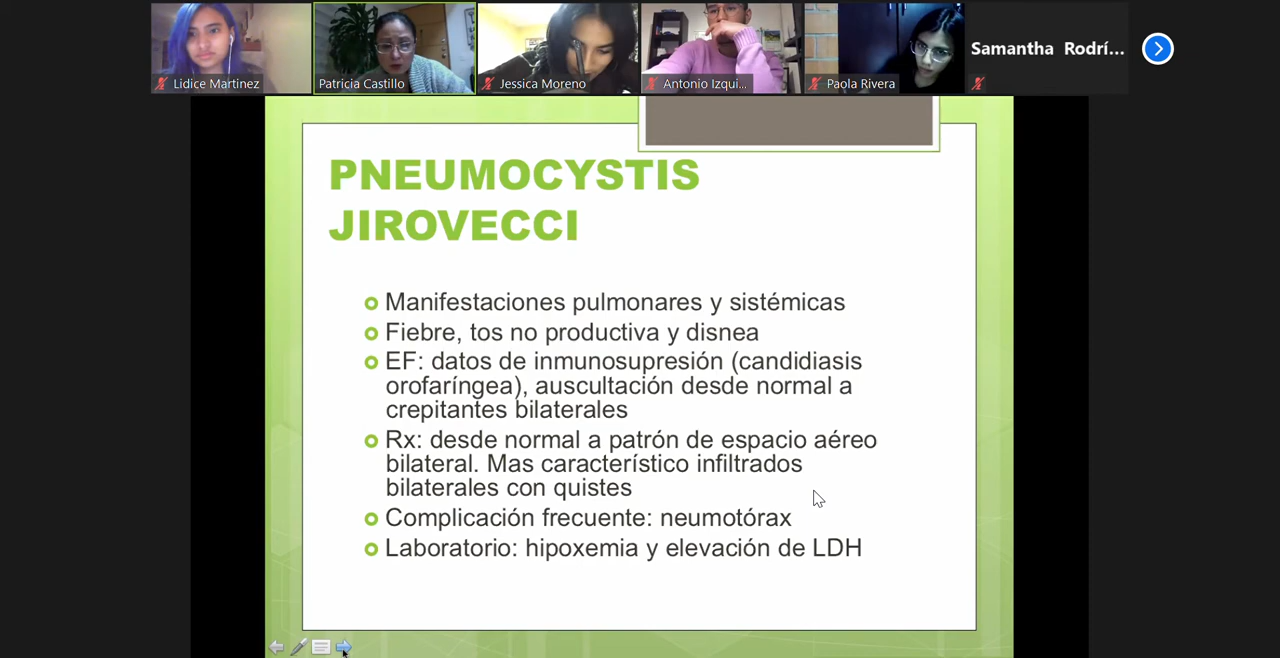 Lidice Martinez
Patricia Castillo
Jessica Moreno
Antonio Izqui...
Paola Rivera
Samantha Rodrí...
PNEUMOCYSTIS
JIROVECCI
Manifestaciones pulmonares y sistémicas
Fiebre, tos no productiva y disnea
EF: datos de inmunosupresión (candidiasis
orofaríngea), auscultación desde normal a
crepitantes bilaterales
Rx: desde normal a patrón de espacio aéreo
bilateral. Mas característico infiltrados
bilaterales con quistes
Complicación frecuente: neumotórax
Laboratorio: hipoxemia y elevación de LDH